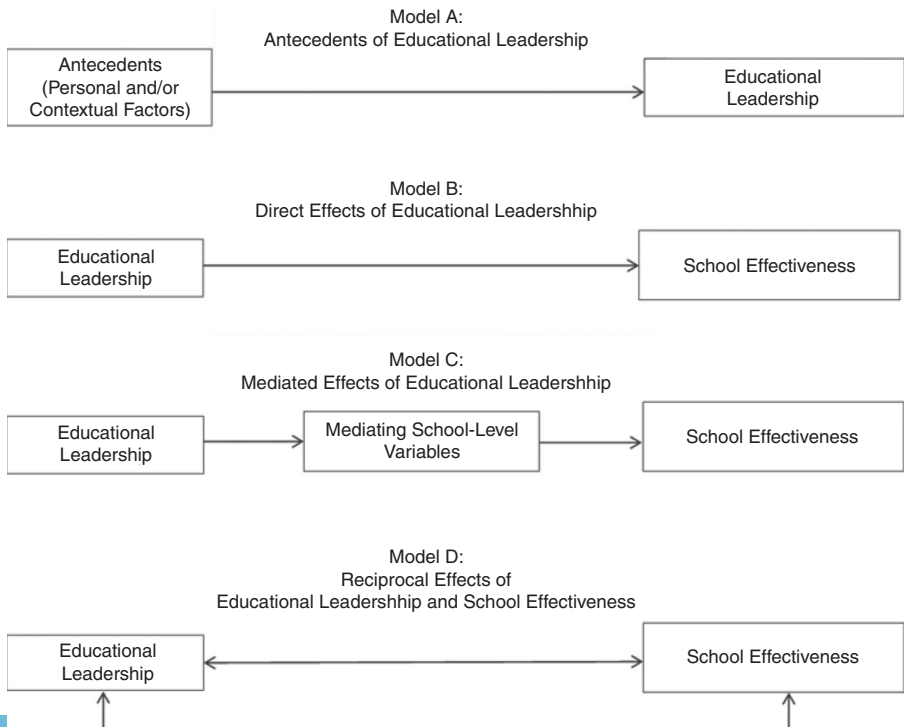 Model A:
Antecedents of Educational Leadership
Antecedents
(Personal and/or
Contextual Factors)
Educational
Leadership
Model B:
Direct Effects of Educational Leadershhip
Educational
Leadership
School Effectiveness
Model C:
Mediated Effects of Educational Leadershhip
Educational
Leadership
Mediating School-Level
Variables
School Effectiveness
Model D:
Reciprocal Effects of
Educational Leadershhip and School Effectiveness
Educational
Leadership
School Effectiveness